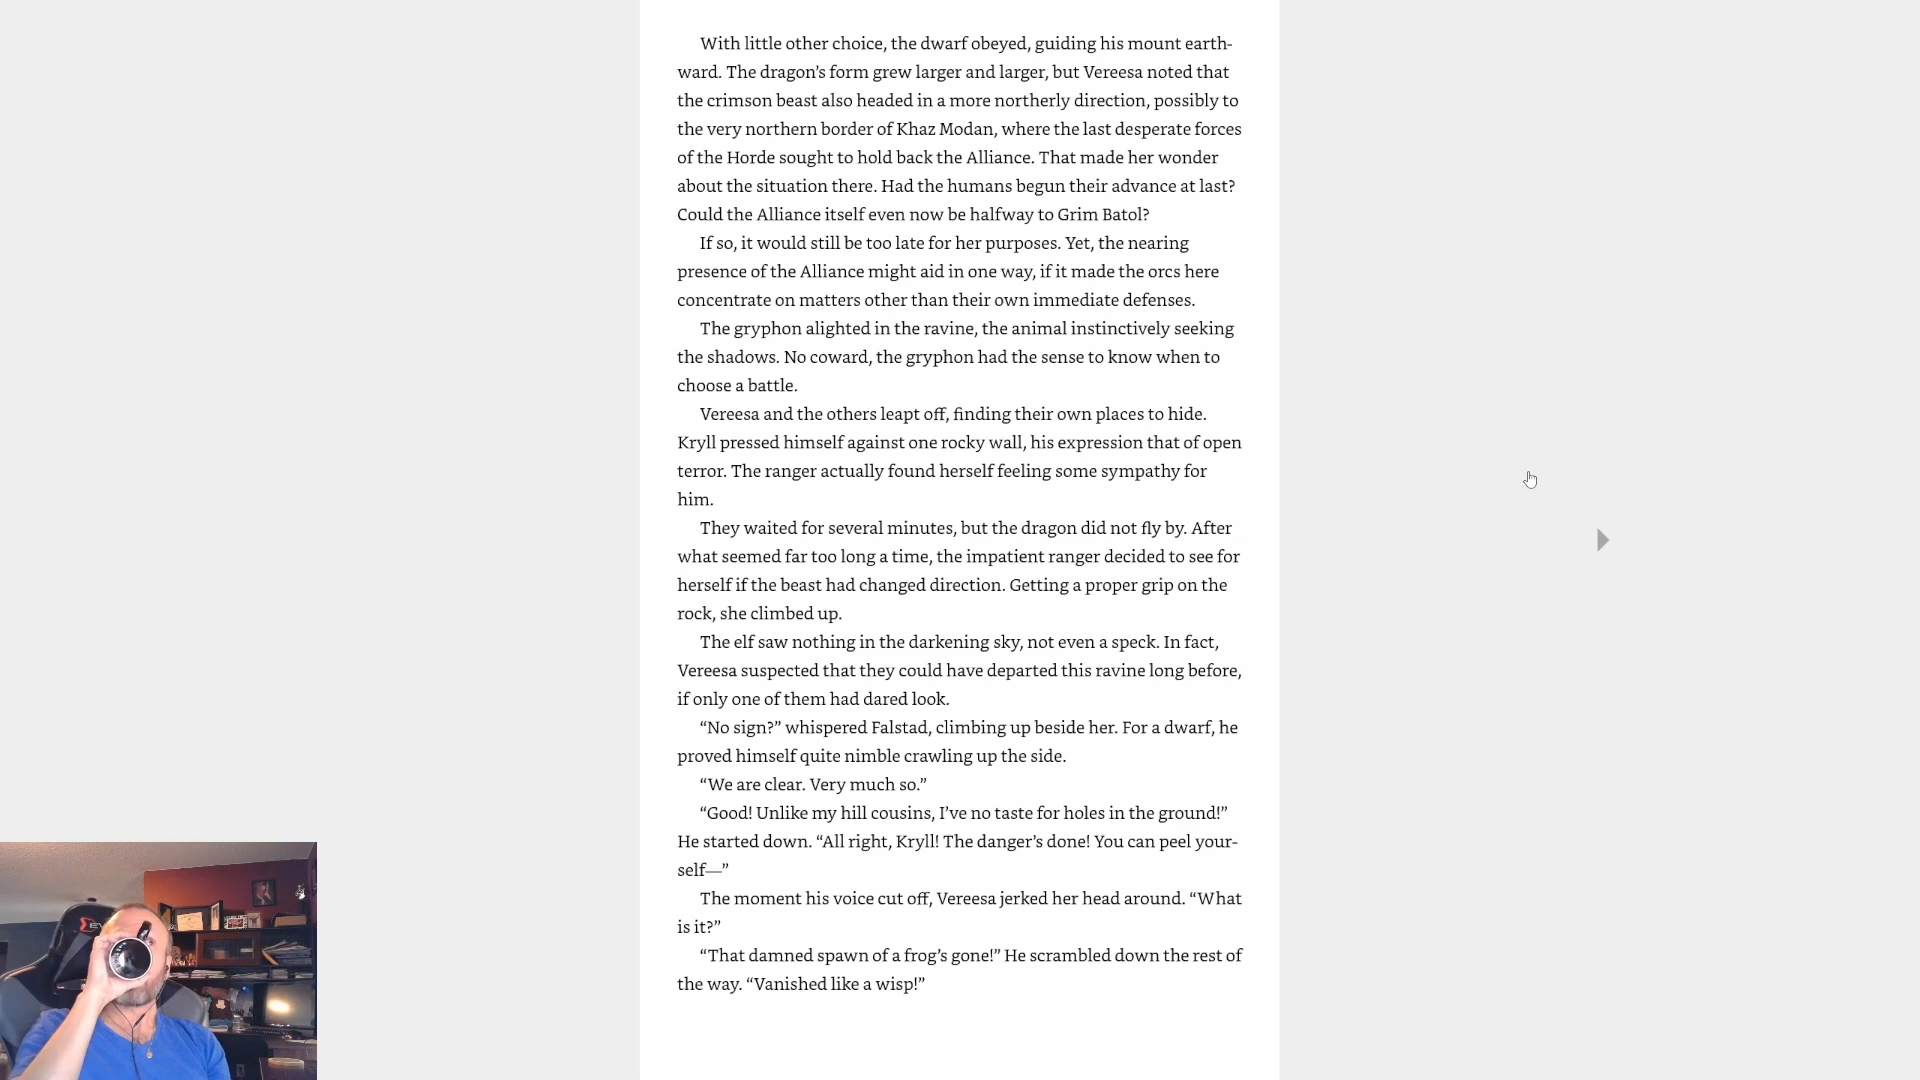 With little other choice, the dwarf obeyed, guiding his mount earth-
ward. The dragon’s form grew larger and larger, but Vereesa noted that
the crimson beast also headed in a more northerly direction, possibly to
the very northern border of Khaz Modan, where the last desperate forces
of the Horde sought to hold back the Alliance. That made her wonder
about the situation there. Had the humans begun their advance at last?
Could the Alliance itself even now be halfway to Grim Batol?
If so, it would still be too late for her purposes. Yet, the nearing
presence of the Alliance might aid in one way, if it made the orcs here
concentrate on matters other than their own immediate defenses.
The gryphon alighted in the ravine, the animal instinctively seeking
the shadows. No coward, the gryphon had the sense to know when to
choose a battle.
Vereesa and the others leapt off, finding their own places to hide.
Kryll pressed himself against one rocky wall, his expression that of open
terror. The ranger actually found herself feeling some sympathy for
him.
They waited for several minutes, but the dragon did not fly by. After
what seemed far too long a time, the impatient ranger decided to see for
herself if the beast had changed direction. Getting a proper grip on the
rock, she climbed up.
The elf saw nothing in the darkening sky, not even a speck. In fact,
Vereesa suspected that they could have departed this ravine long before,
if only one of them had dared look.
“No sign?” whispered Falstad, climbing up beside her. For a dwarf, he
proved himself quite nimble crawling up the side.
“We are clear. Very much so.”
“Good! Unlike my hill cousins, I’ve no taste for holes in the ground!”
He started down. “All right, Kryll! The danger’s done! You can peel your-
self—”
The moment his voice cut off, Vereesa jerked her head around. “What
is it?”
“That damned spawn of a frog’s gone!” He scrambled down the rest of
the way. “Vanished like a wisp!”